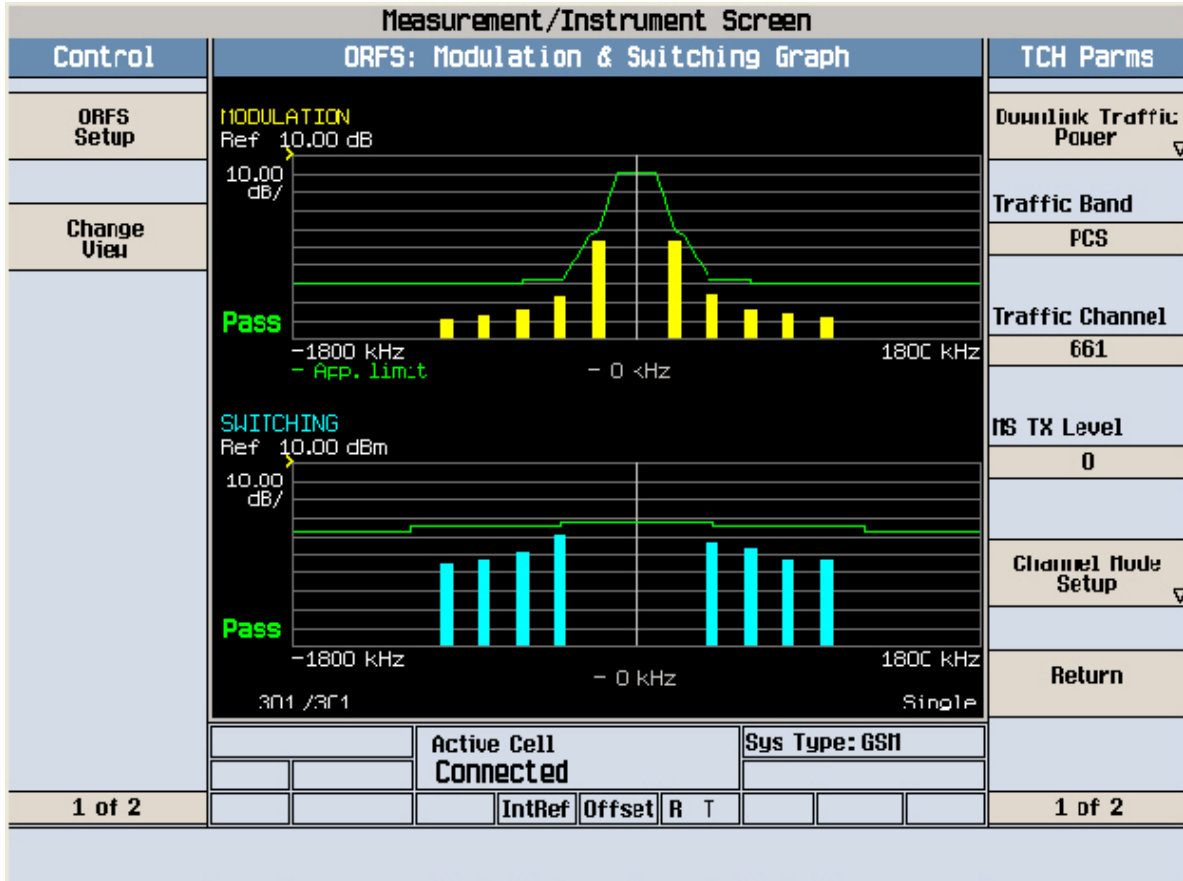 Measurement/Instrument Screen
Control
ORFS: Modulation & Switching Graph
TCH Parms
ORFS
Setup
Change
View
1 of 2
MODULATION
Ref 10.00 dB
10.00
dB/
Pass
-1800 kHz
1800 kHz
- App. limit
- 0 kHz
SWITCHING
Ref 10.00 dBm
10.00
dB/
Pass
-1800 kHz
1800 kHz
- 0 kHz
301/301
Single
Active Cell
Connected
Sys Type: GSM
IntRef
Offset
R T
Downlink Traffic
Power
Traffic Band
PCS
Traffic Channel
661
MS TX Level
0
Channel Mode
Setup
Return
1 of 2